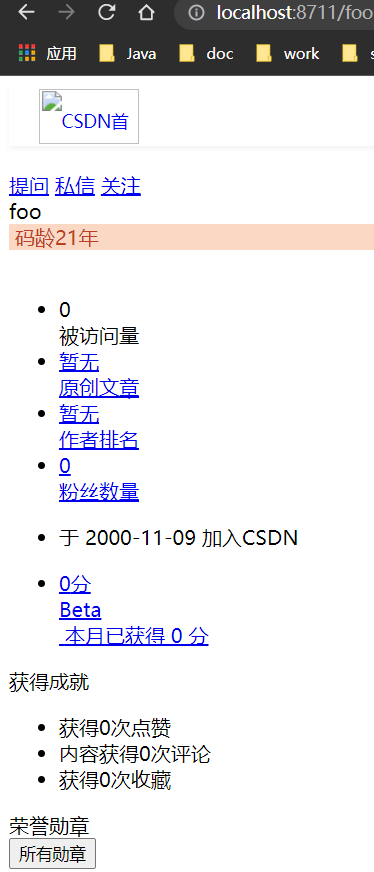 localhost:8711/foo
应用 Java doc work
CSDN首
提问 私信 关注
foo
码龄21年
0
被访问量
暂无
原创文章
暂无
作者排名
0
粉丝数量
于 2000-11-09 加入CSDN
0分
Beta
本月已获得 0 分
获得成就
获得0次点赞
内容获得0次评论
获得0次收藏
荣誉勋章
所有勋章